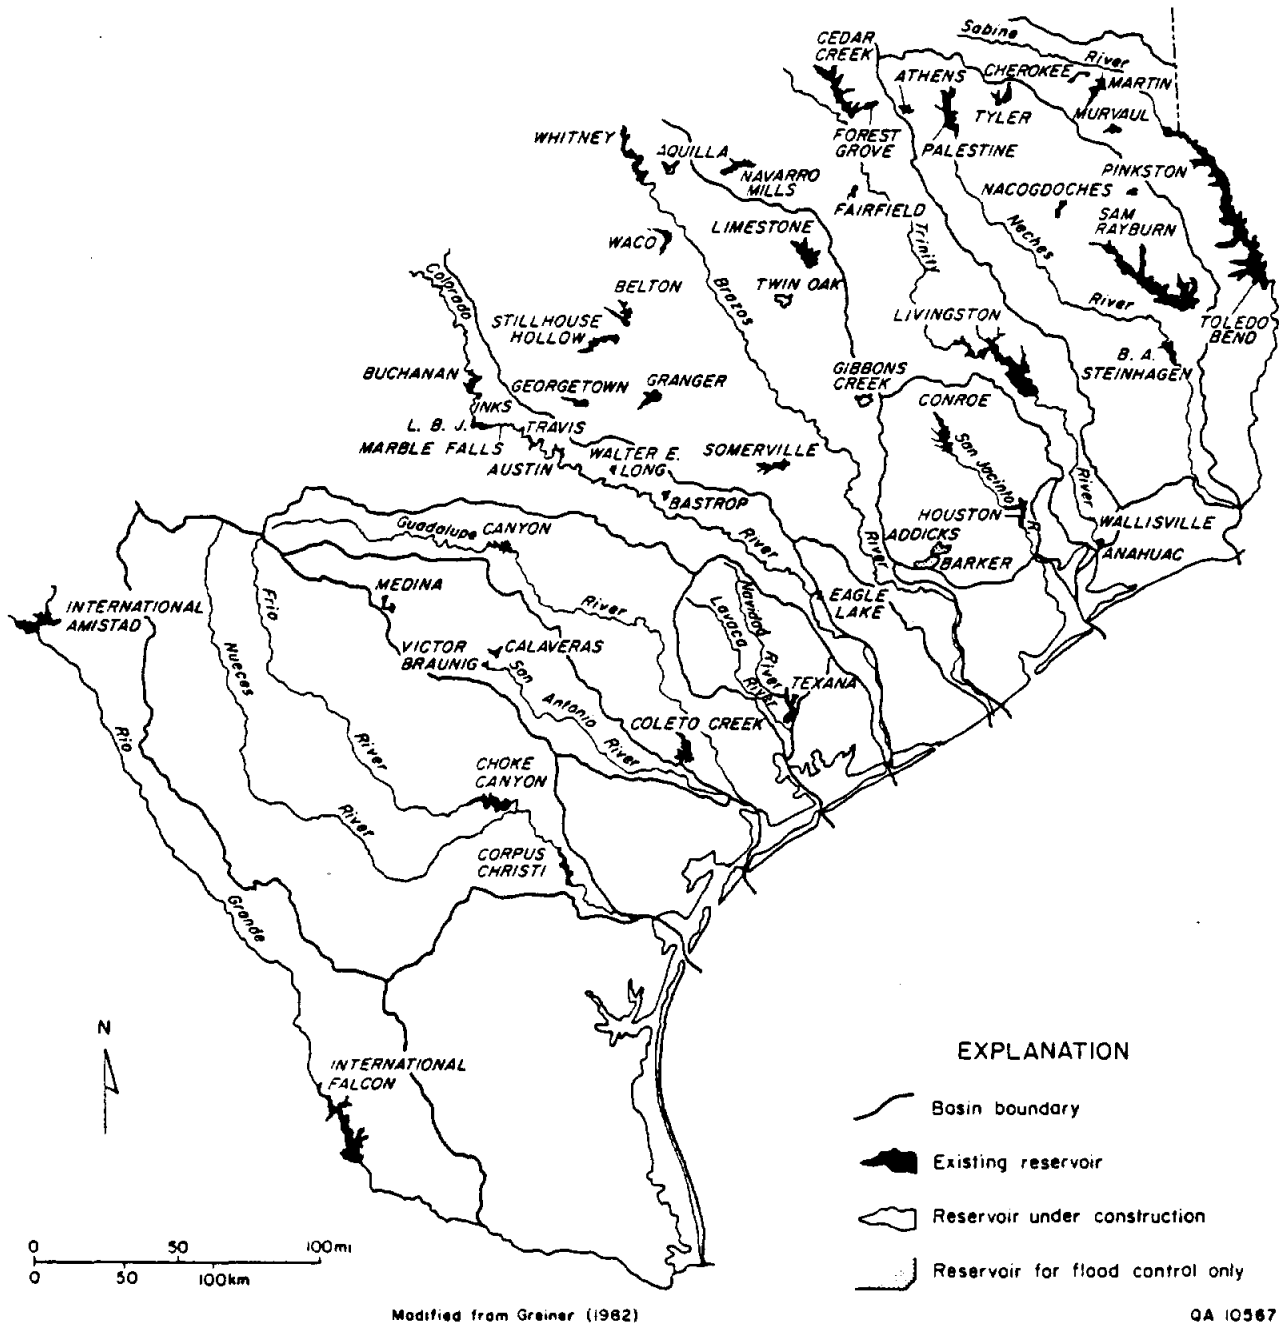 Sabine
River
CEDAR
CREEK
ATHENS
CHEROKEE
MARTIN
TYLER
MURVAUL
FOREST
GROVE
PALESTINE
WHITNEY
AQUILLA
NAVARRO
MILLS
PINKSTON
NACOGDOCHES
FAIRFIELD
SAM
RAYBURN
LIMESTONE
WACO
Trinity
Neches
River
Colorado
BELTON
TWIN OAK
Brazos
STILLHOUSE
HOLLOW
LIVINGSTON
TOLEDO
BEND
B. A.
STEINHAGEN
BUCHANAN
GEORGETOWN
GRANGER
GIBBONS
CREEK
CONROE
INKS
L. B. J.
TRAVIS
MARBLE FALLS
AUSTIN
WALTER E.
LONG
SOMERVILLE
San Jacinto
R.
River
BASTROP
HOUSTON
WALLISVILLE
ANAHUAC
ADDICKS
BARKER
Guadalupe
CANYON
River
River
MEDINA
River
EAGLE
LAKE
INTERNATIONAL
AMISTAD
Frio
Navidad
River
Lavaca
River
VICTOR
BRAUNIG
CALAVERAS
San
Antonio
River
TEXANA
Nueces
COLETO CREEK
Rio
River
CHOKE
CANYON
River
CORPUS
CHRISTI
Grande
N
INTERNATIONAL
FALCON
EXPLANATION
Basin boundary
Existing reservoir
Reservoir under construction
Reservoir for flood control only
0 50 100mi
0 50 100km
Modified from Greiner (1982)
QA 10567